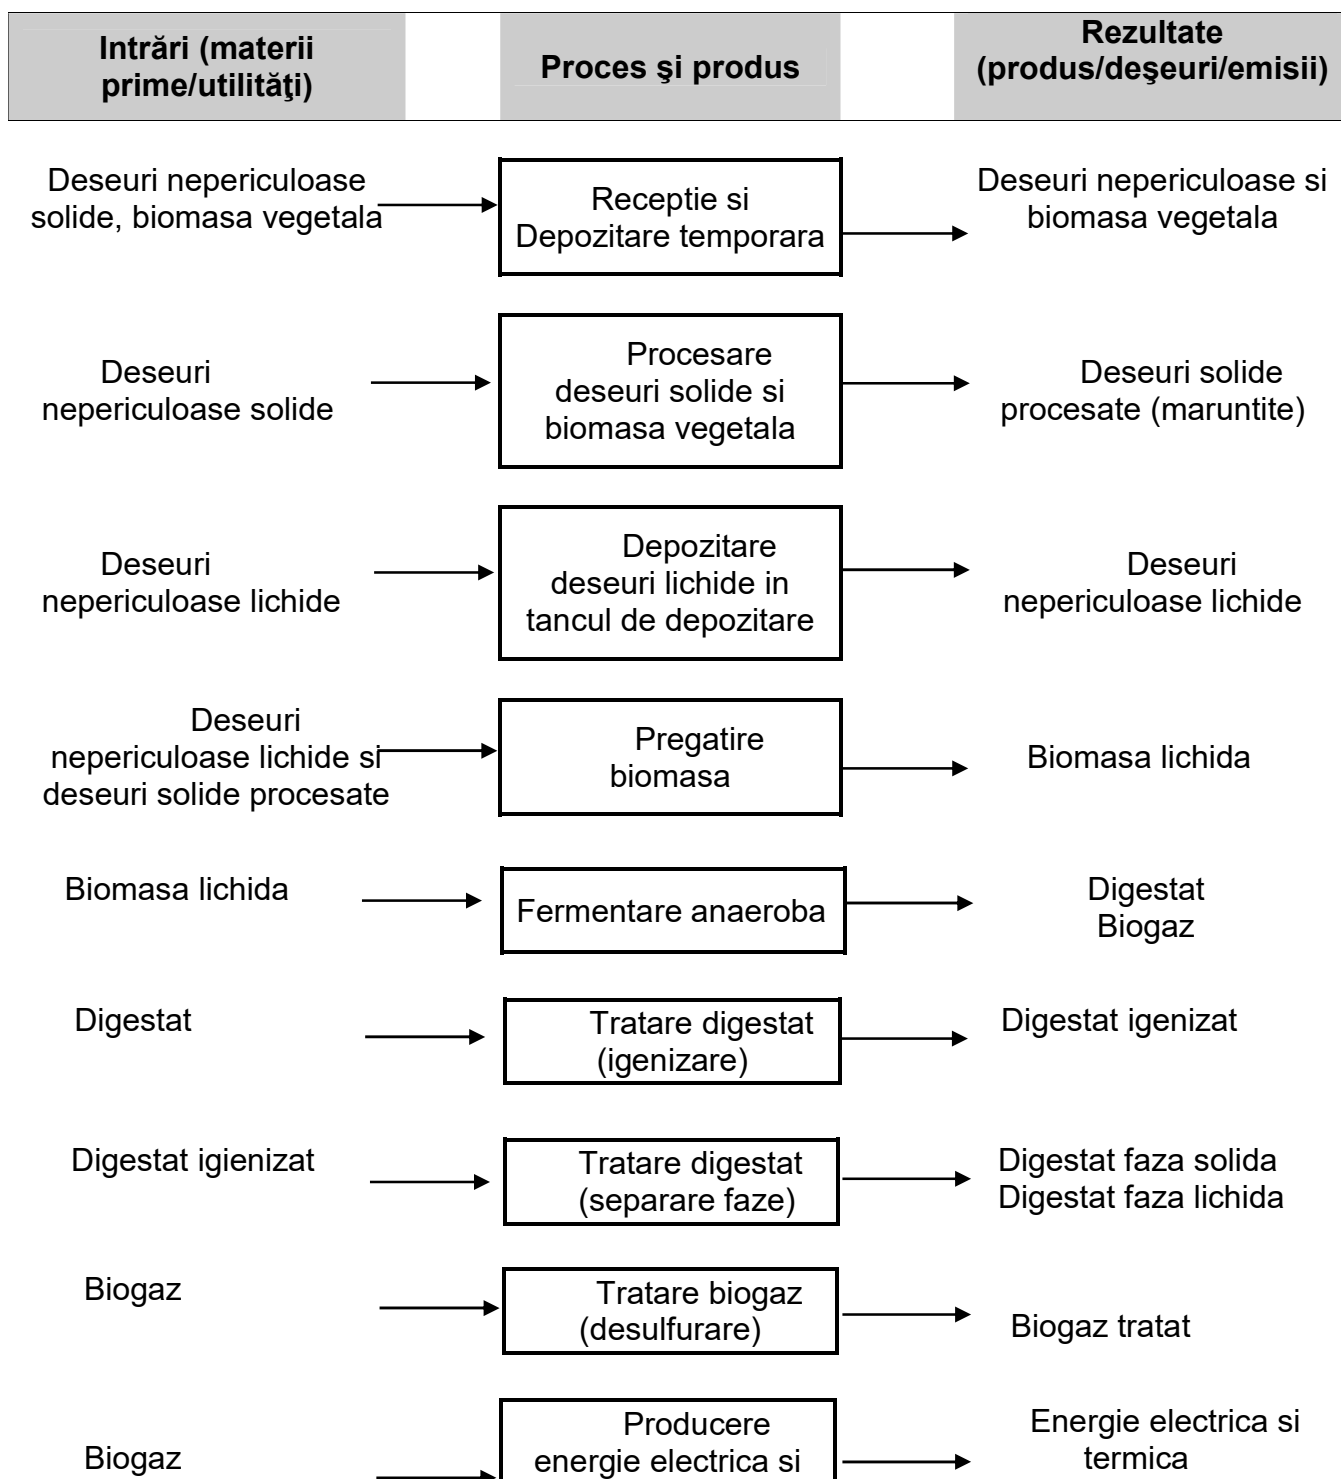 Intrări (materii
prime/utilităţi)
Proces şi produs
Rezultate
(produs/deşeuri/emisii)
Deseuri nepericuloase
solide, biomasa vegetala
Receptie si
Depozitare temporara
Deseuri nepericuloase si
biomasa vegetala
Deseuri
nepericuloase solide
Procesare
deseuri solide si
biomasa vegetala
Deseuri solide
procesate (maruntite)
Deseuri
nepericuloase lichide
Depozitare
deseuri lichide in
tancul de depozitare
Deseuri
nepericuloase lichide
Deseuri
nepericuloase lichide si
deseuri solide procesate
Pregatire
biomasa
Biomasa lichida
Biomasa lichida
Fermentare anaeroba
Digestat
Biogaz
Digestat
Tratare digestat
(igenizare)
Digestat igenizat
Digestat igienizat
Tratare digestat
(separare faze)
Digestat faza solida
Digestat faza lichida
Biogaz
Tratare biogaz
(desulfurare)
Biogaz tratat
Biogaz
Producere
energie electrica si
Energie electrica si
termica